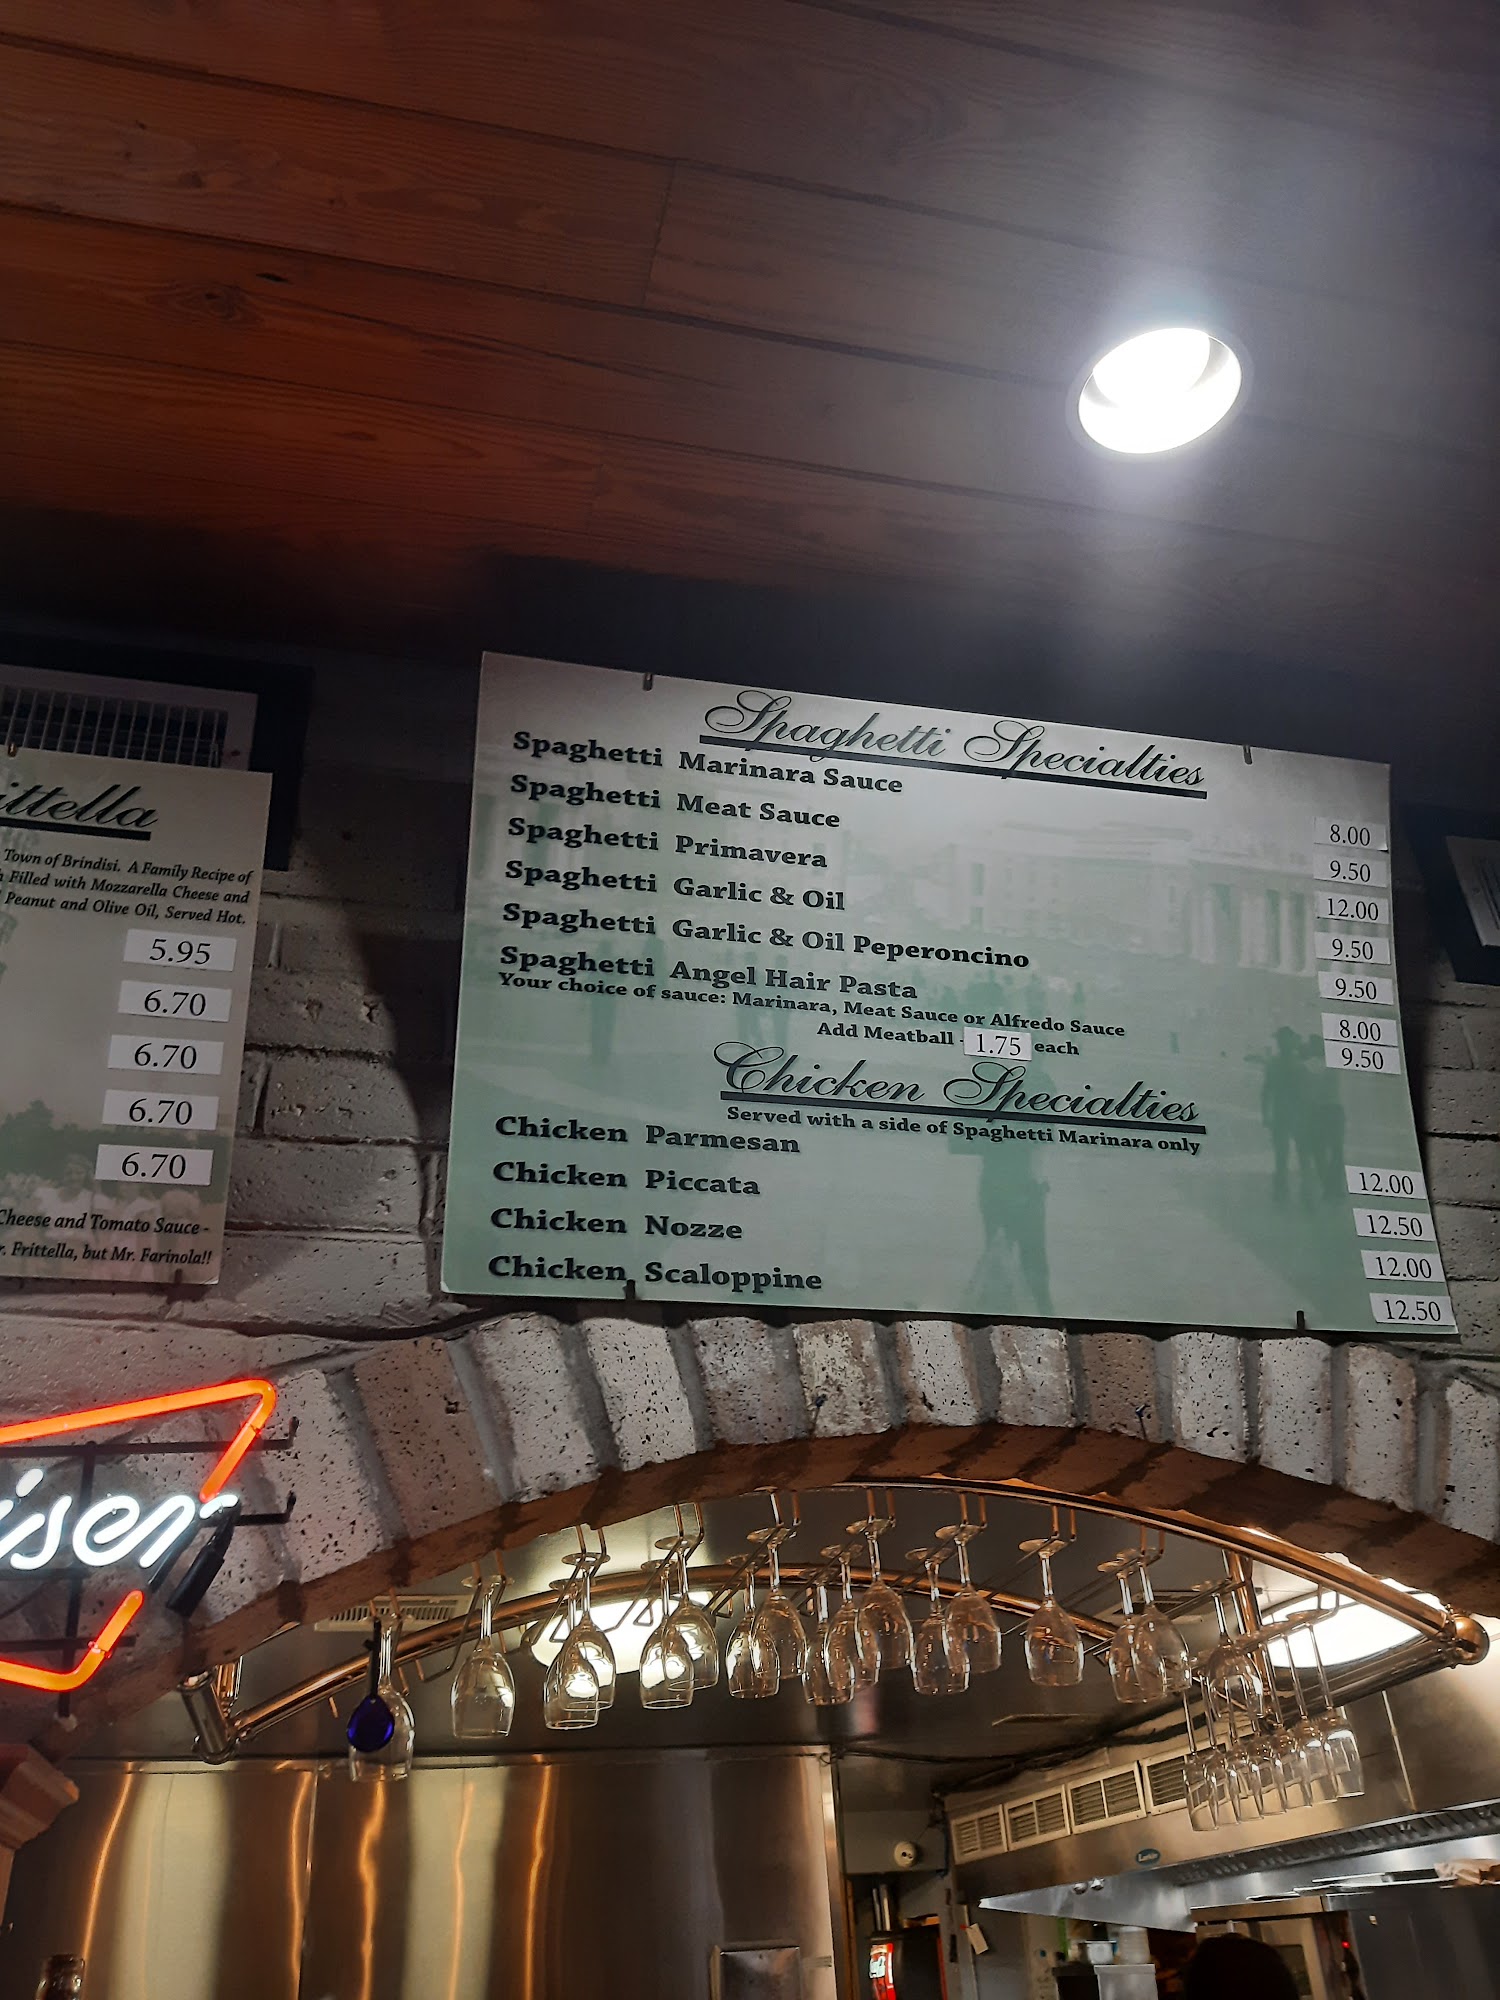 ittella
Town of Brindisi. A Family Recipe of
Filled with Mozzarella Cheese and
Peanut and Olive Oil, Served Hot.
5.95
6.70
6.70
6.70
6.70
Cheese and Tomato Sauce -
r. Frittella, but Mr. Farinola!!
Spaghetti Specialties
Spaghetti Marinara Sauce 8.00
Spaghetti Meat Sauce 9.50
Spaghetti Primavera 12.00
Spaghetti Garlic & Oil 9.50
Spaghetti Garlic & Oil Peperoncino 9.50
Spaghetti Angel Hair Pasta 8.00
Your choice of sauce: Marinara, Meat Sauce or Alfredo Sauce 9.50
Add Meatball - 1.75 each
Chicken Specialties
Served with a side of Spaghetti Marinara only
Chicken Parmesan 12.00
Chicken Piccata 12.50
Chicken Nozze 12.00
Chicken Scaloppine 12.50
iser